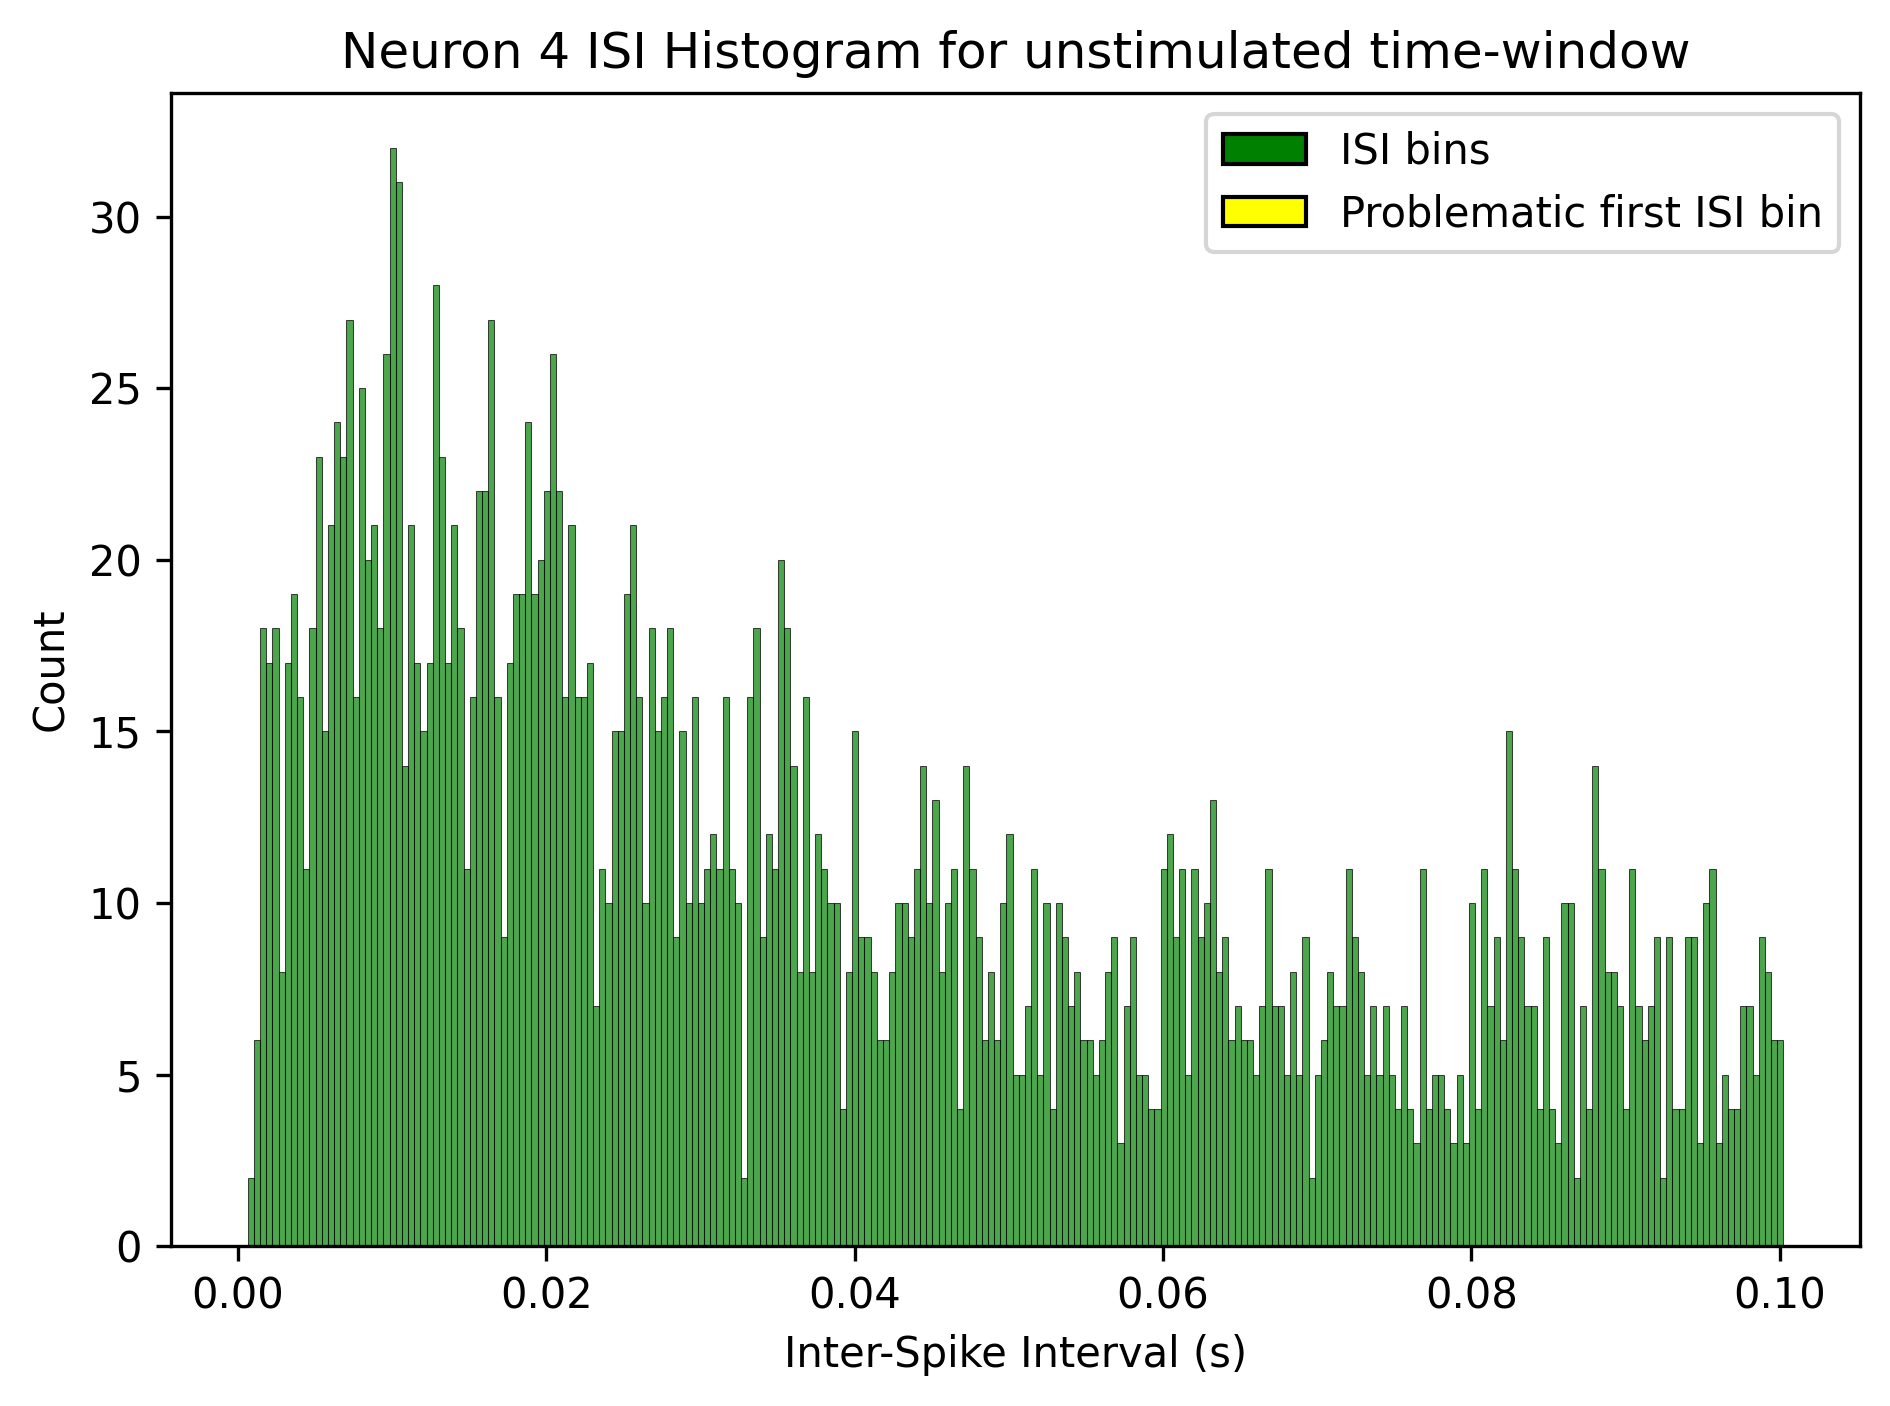 Neuron 4 ISI Histogram for unstimulated time-window
ISI bins
Problematic first ISI bin
Count
30
25
20
15
10
5
0
0.00 0.02 0.04 0.06 0.08 0.10
Inter-Spike Interval (s)